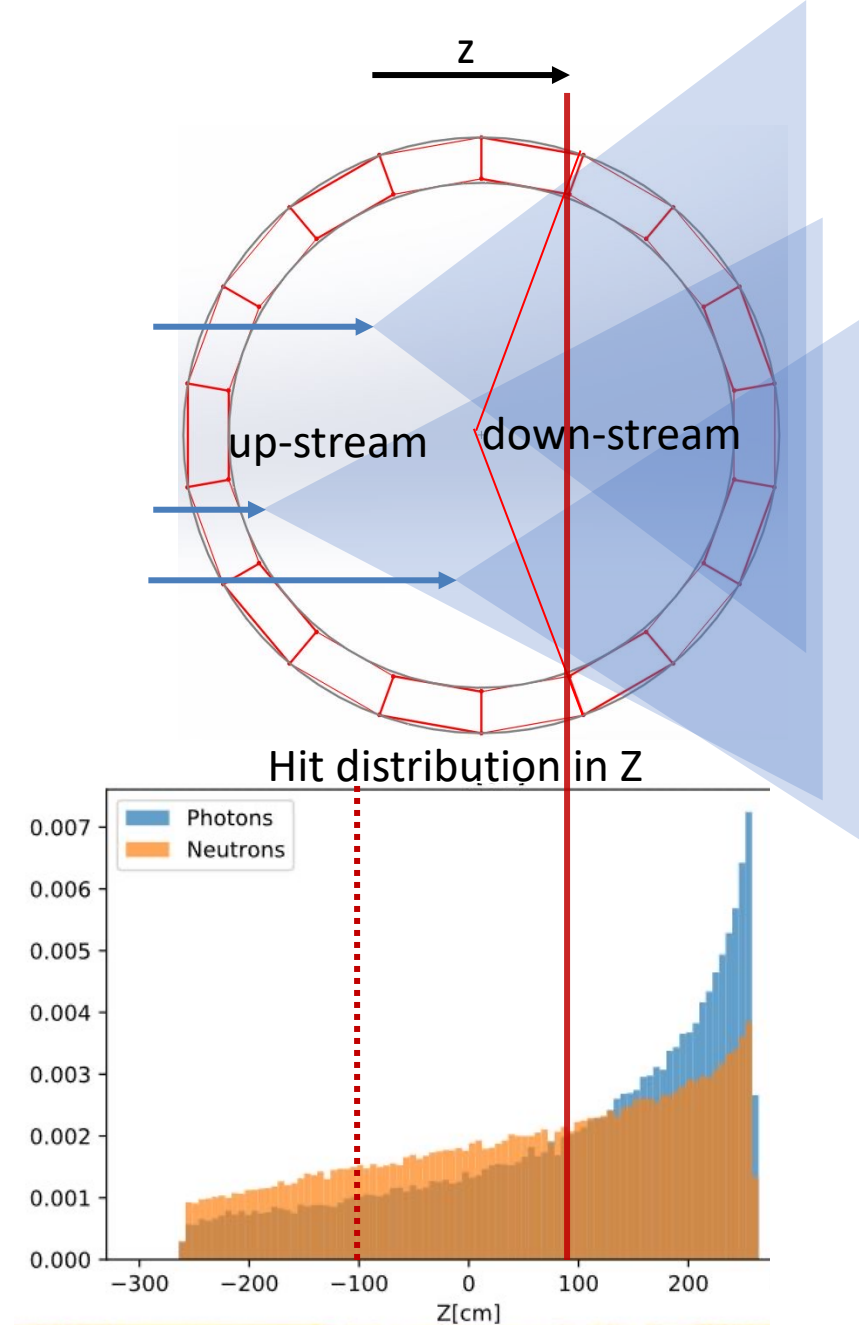 z
up-stream
down-stream
Hit distribution in Z
Photons
Neutrons
0.007
0.006
0.005
0.004
0.003
0.002
0.001
0.000
−300 −200 −100 0 100 200
Z[cm]